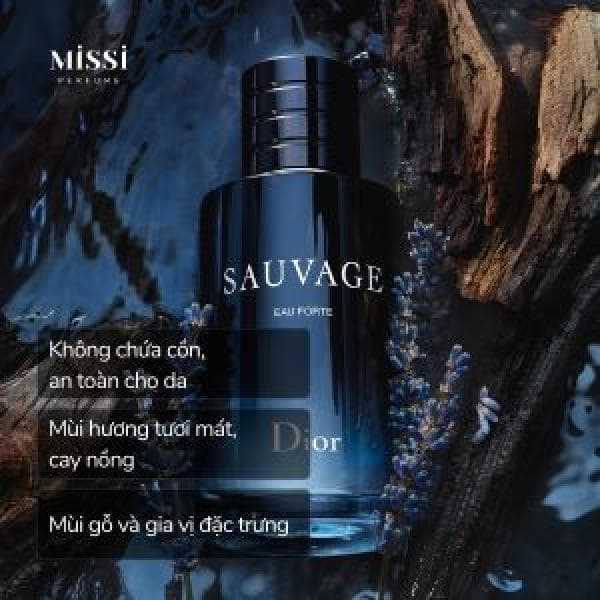 MiSSi
PERFUME
SAUVAGE
EAU FORTE
Không chứa cồn,
an toàn cho da
Mùi hương tươi mát,
cay nồng
Dior
Mùi gỗ và gia vị đặc trưng